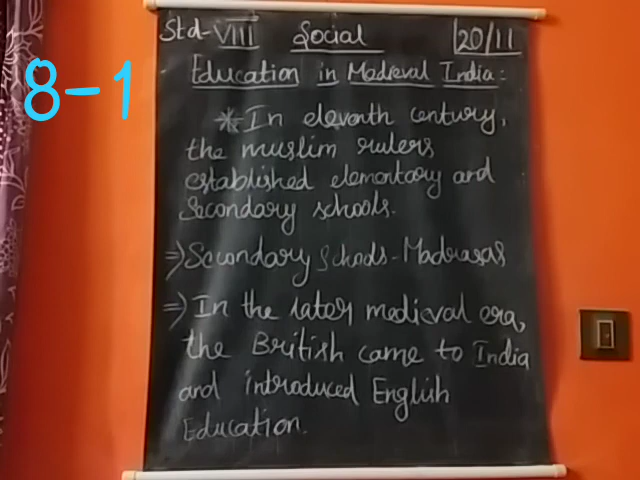 Std-VIII Social 20/11
8-1
Education in Medieval India:
* In eleventh century,
the muslim rulers
established elementary and
Secondary schools.
⇒ Secondary Schools-Madrasas
⇒ In the later medieval era,
the British came to India
and introduced English
Education.